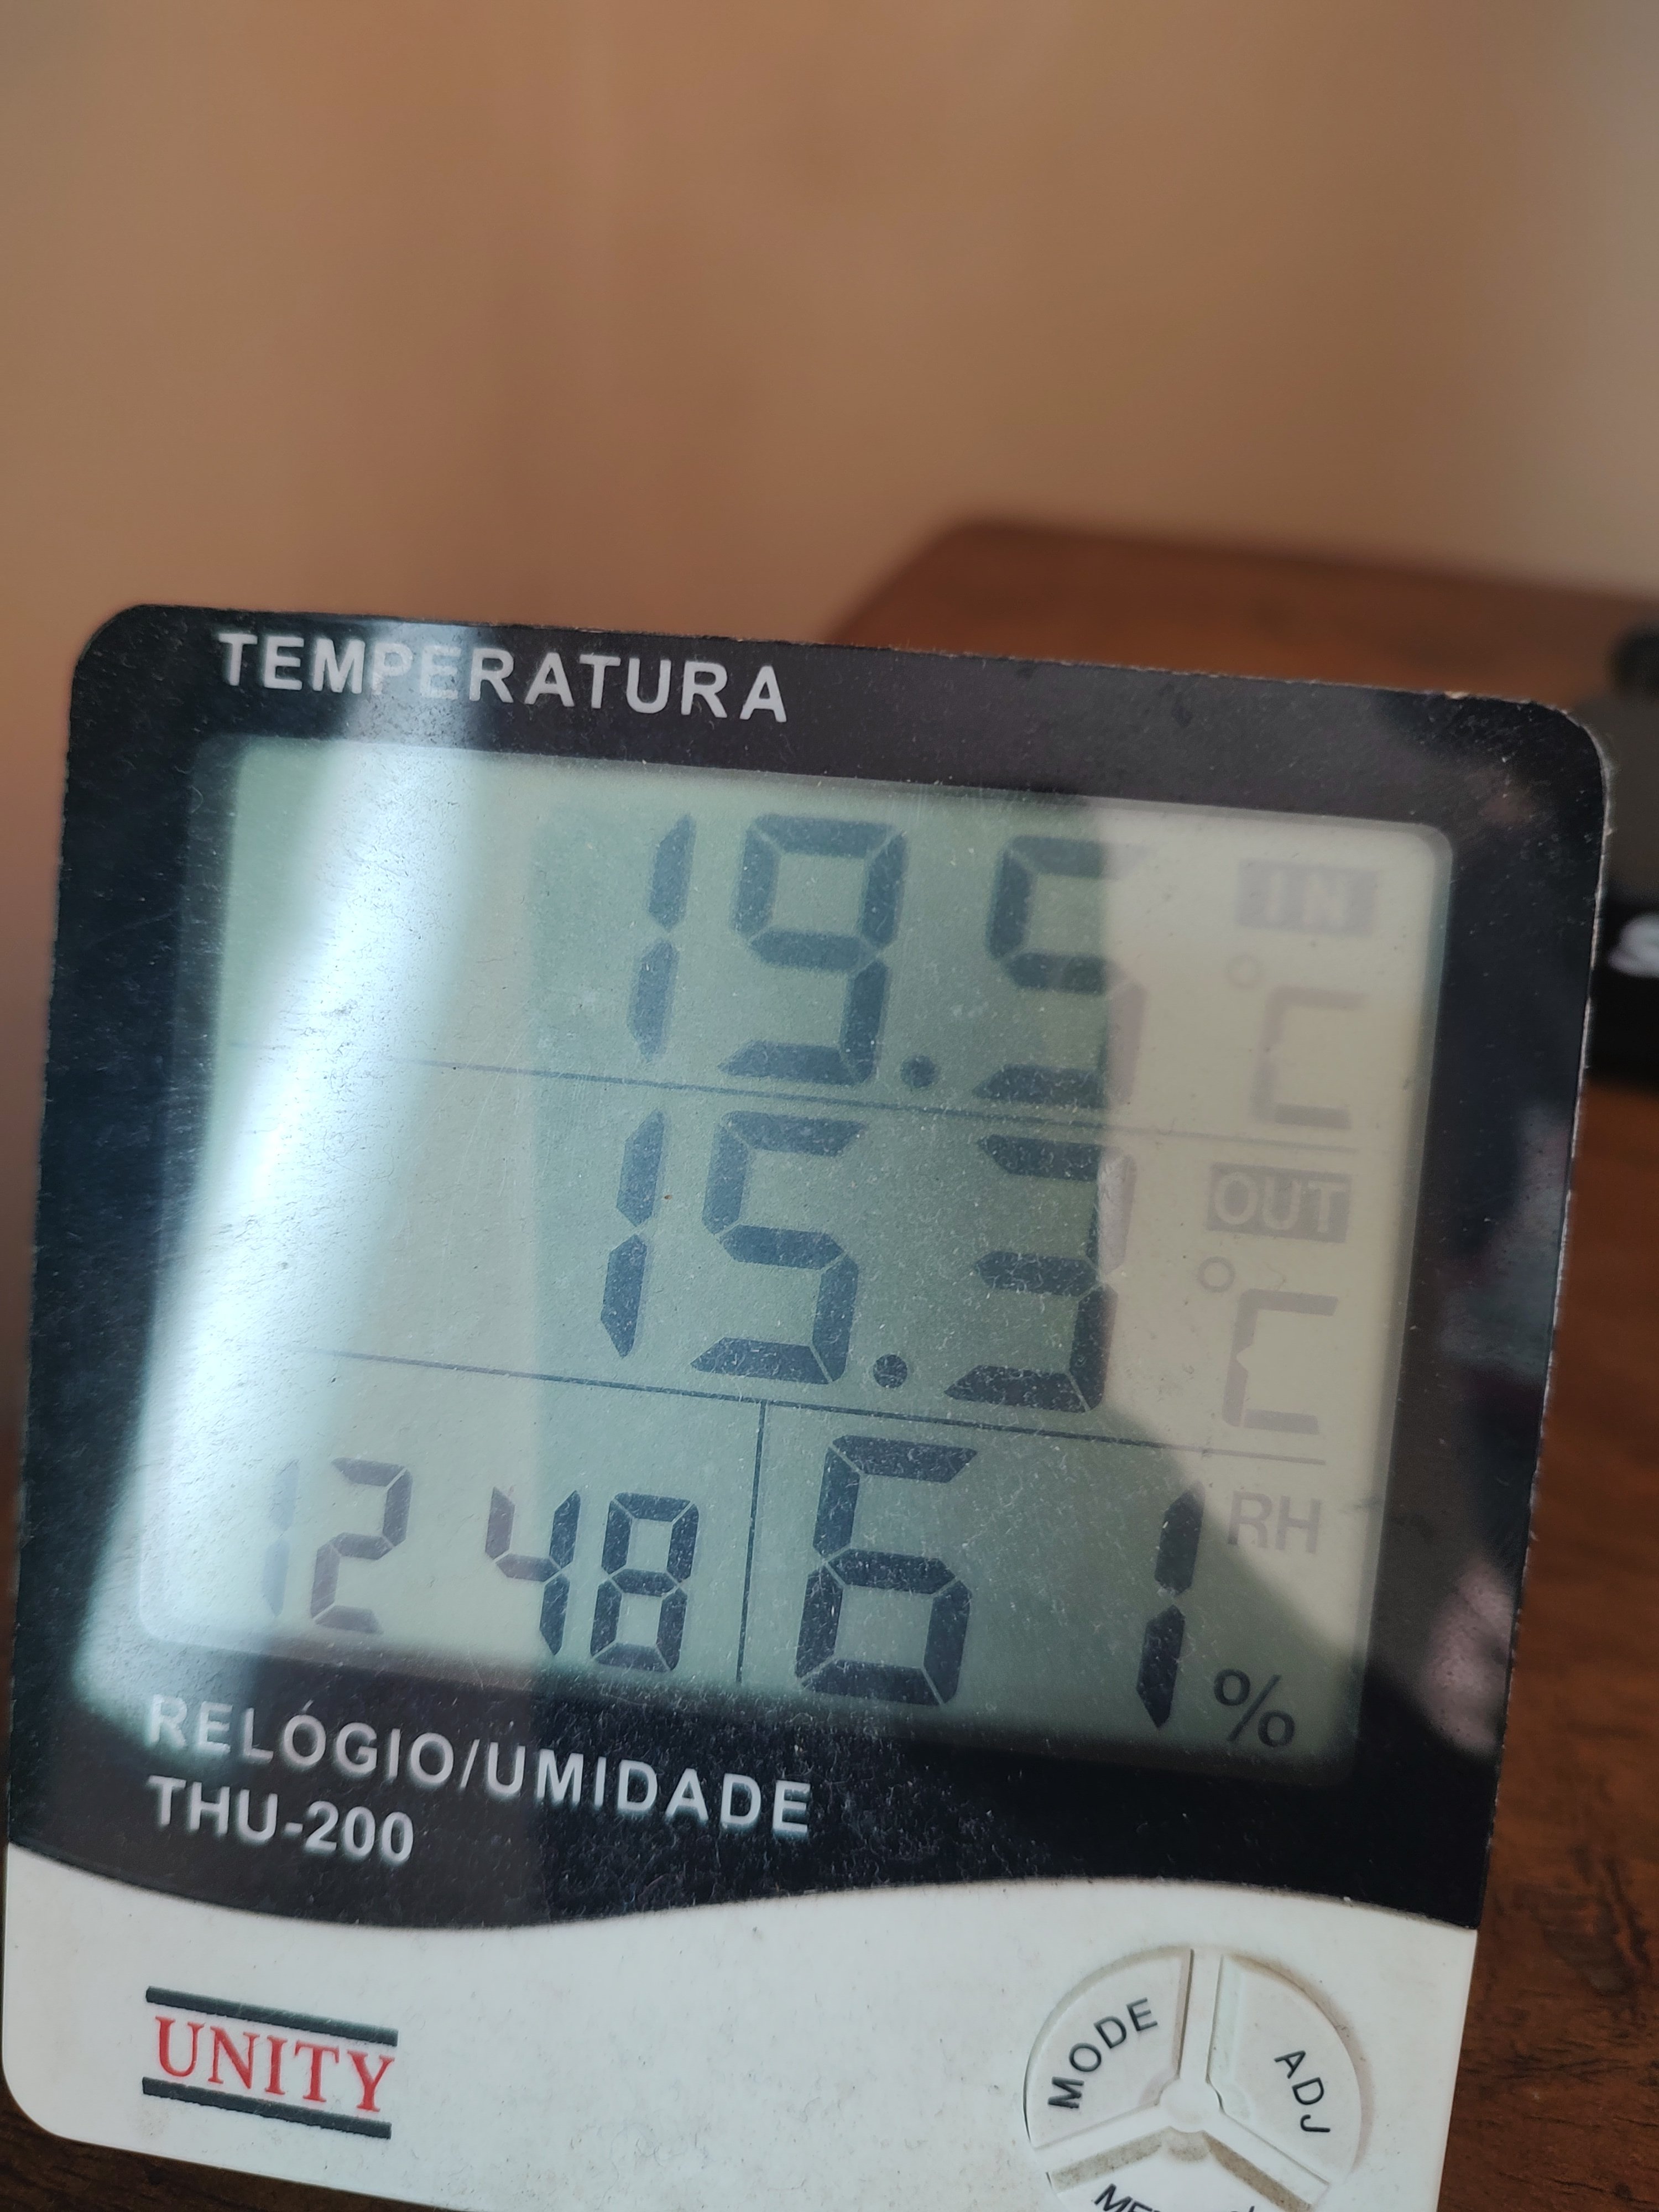 TEMPERATURA
19.5 IN °C
15.3 OUT °C
12 48 61 RH %
RELÓGIO/UMIDADE
THU-200
UNITY
MODE ADJ